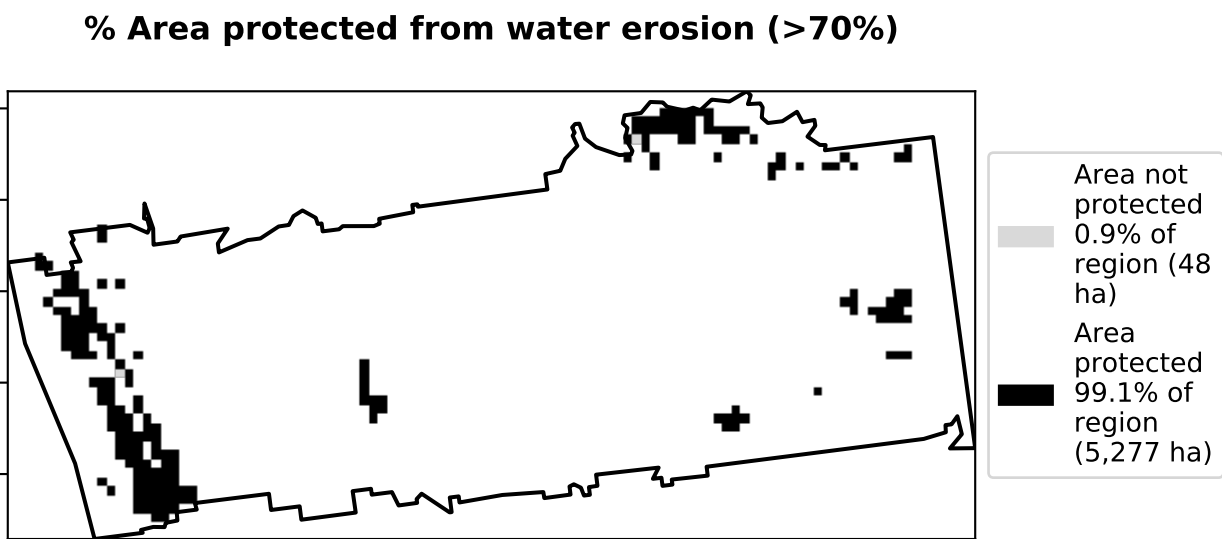 % Area protected from water erosion (>70%)
Area not
protected
0.9% of
region (48
ha)
Area
protected
99.1% of
region
(5,277 ha)